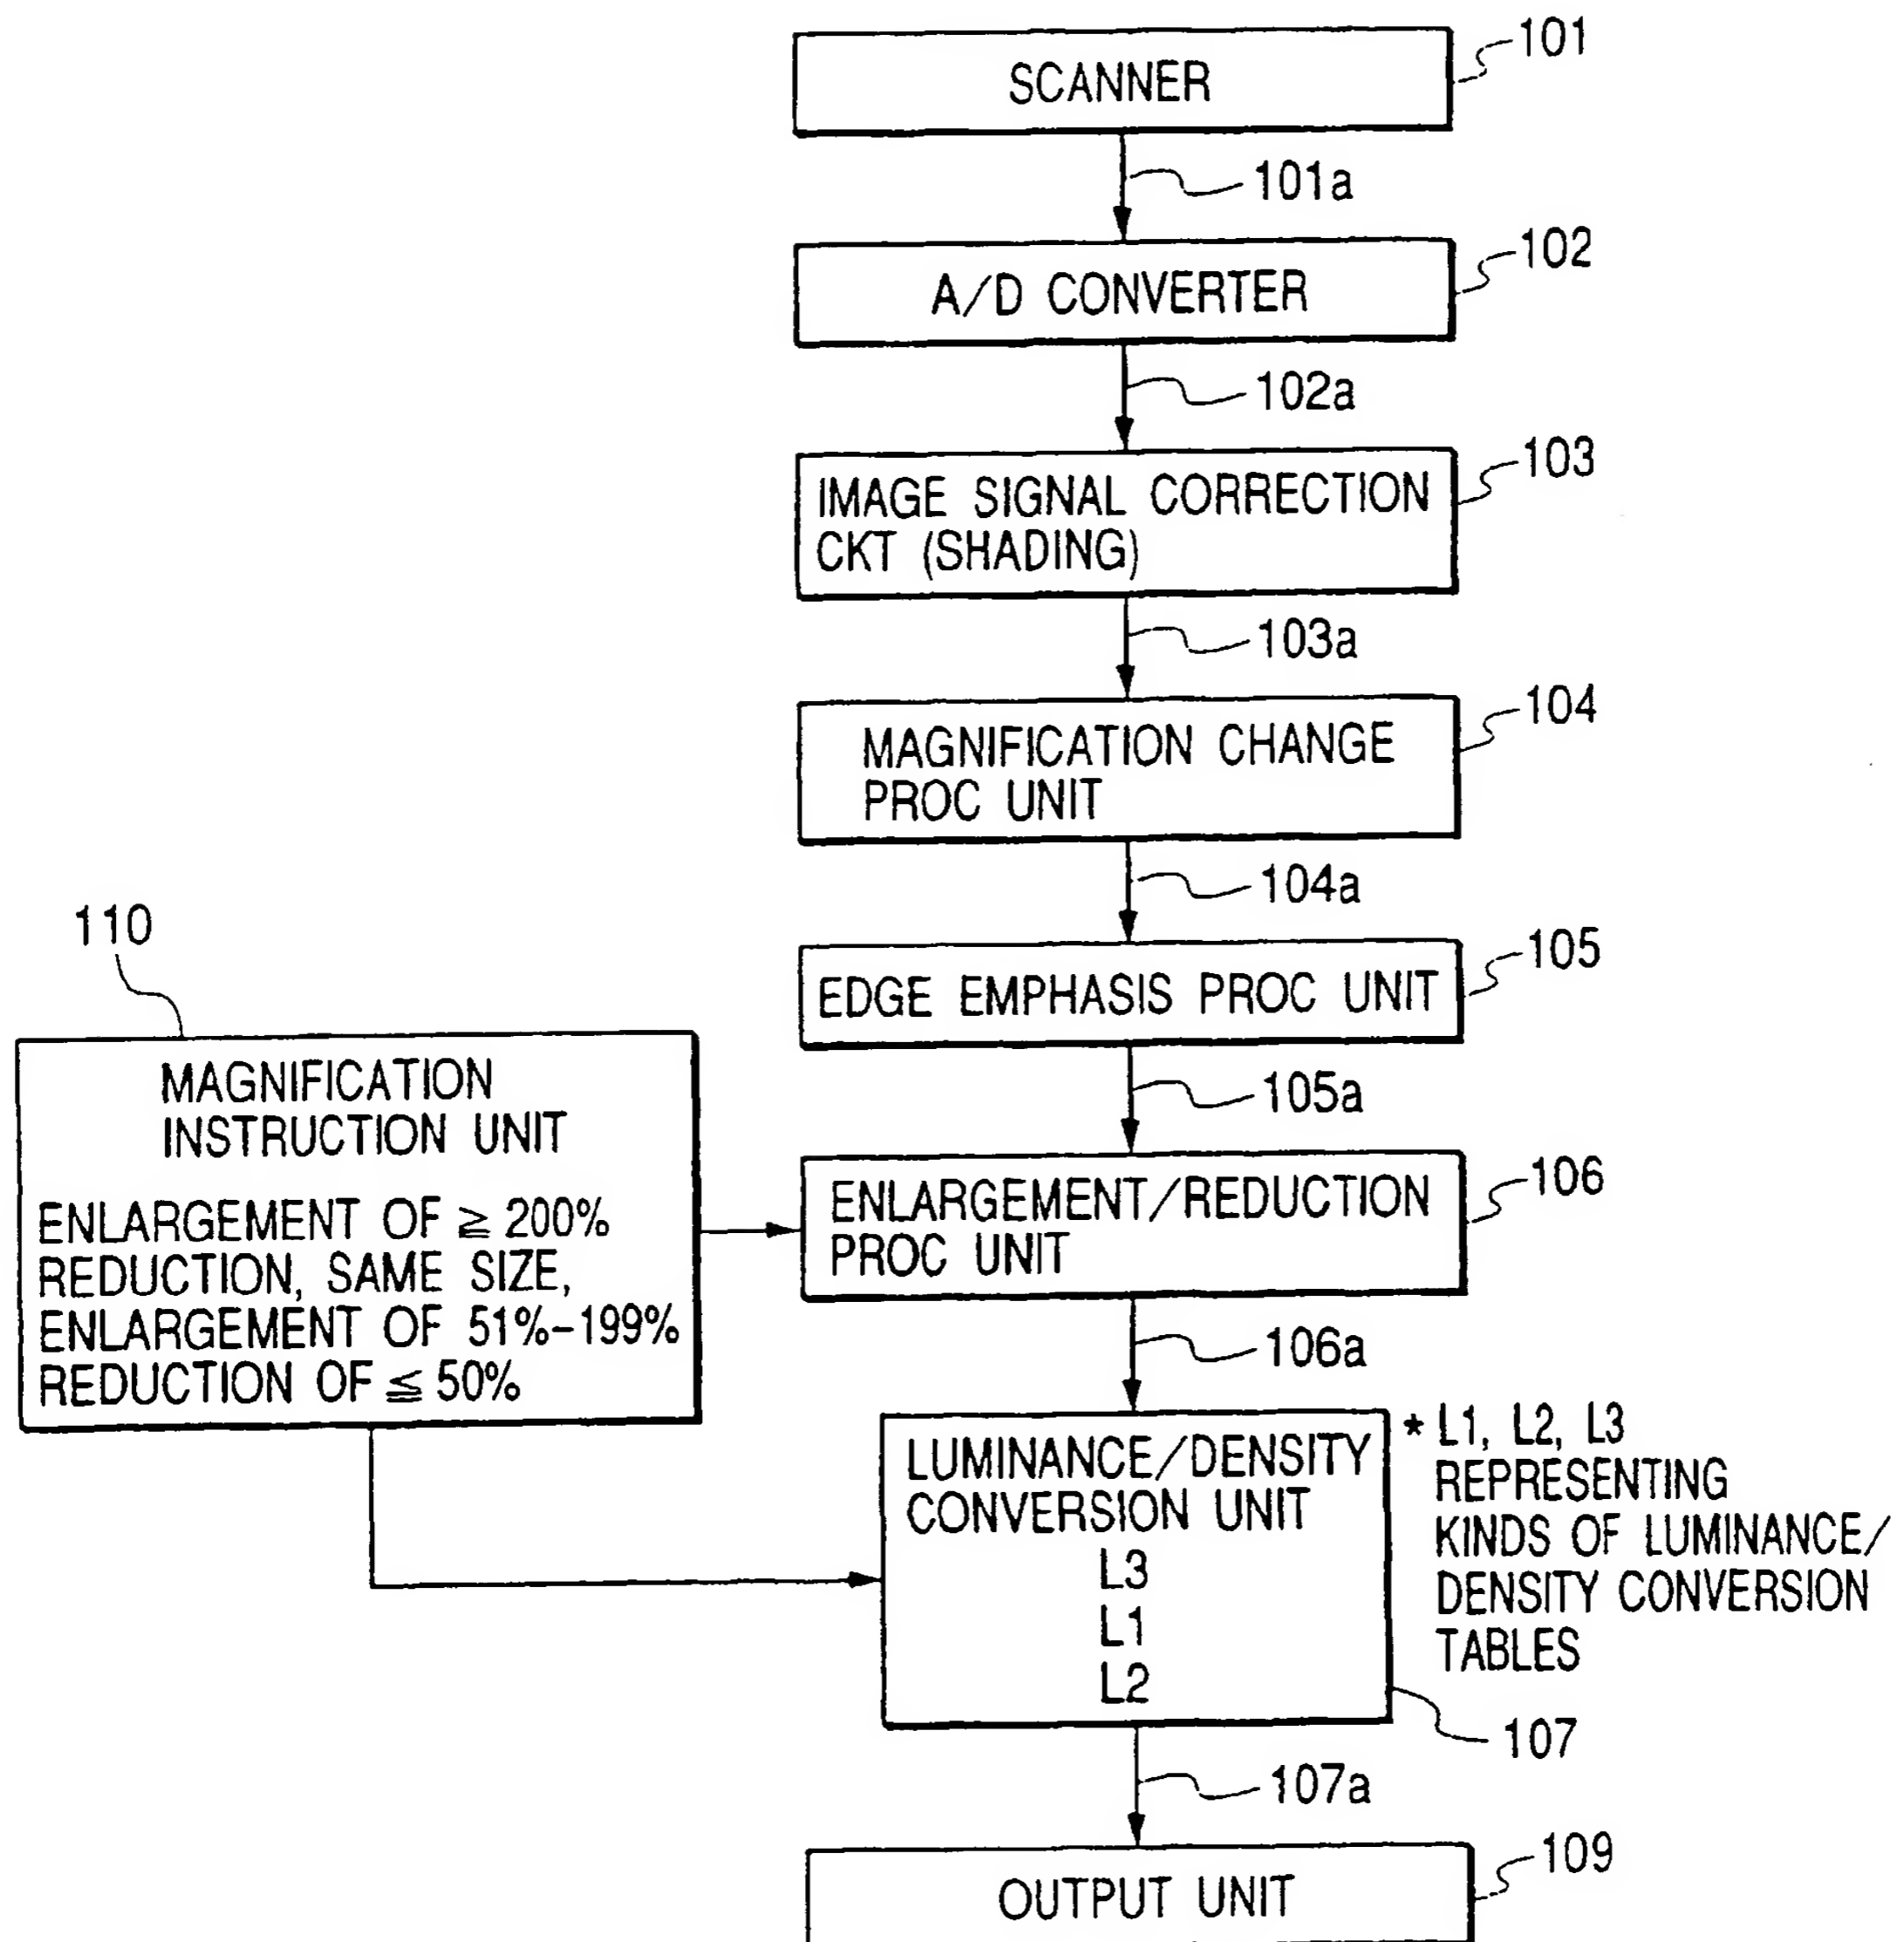 SCANNER
101
101a
A/D CONVERTER
102
102a
IMAGE SIGNAL CORRECTION
CKT (SHADING)
103
103a
MAGNIFICATION CHANGE
PROC UNIT
104
104a
EDGE EMPHASIS PROC UNIT
105
105a
110
MAGNIFICATION
INSTRUCTION UNIT
ENLARGEMENT OF ≧ 200%
REDUCTION, SAME SIZE,
ENLARGEMENT OF 51%-199%
REDUCTION OF ≦ 50%
ENLARGEMENT/REDUCTION
PROC UNIT
106
106a
LUMINANCE/DENSITY
CONVERSION UNIT
L3
L1
L2
* L1, L2, L3
REPRESENTING
KINDS OF LUMINANCE/
DENSITY CONVERSION
TABLES
107
107a
OUTPUT UNIT
109